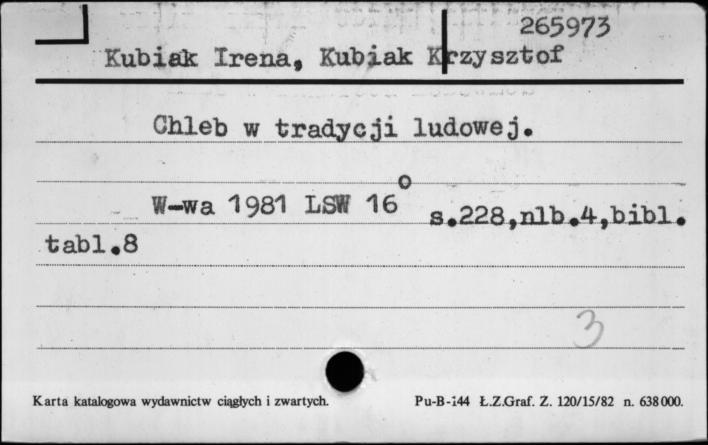 265973
Kubiak Irena, Kubiak Krzysztof
Chleb w tradycji ludowej.
W-wa 1981 LSW 16° s.228,nlb.4,bibl.
tabl.8
3
Karta katalogowa wydawnictw ciągłych i zwartych. Pu-B-144 Ł.Z.Graf. Z. 120/15/82 n. 638000.